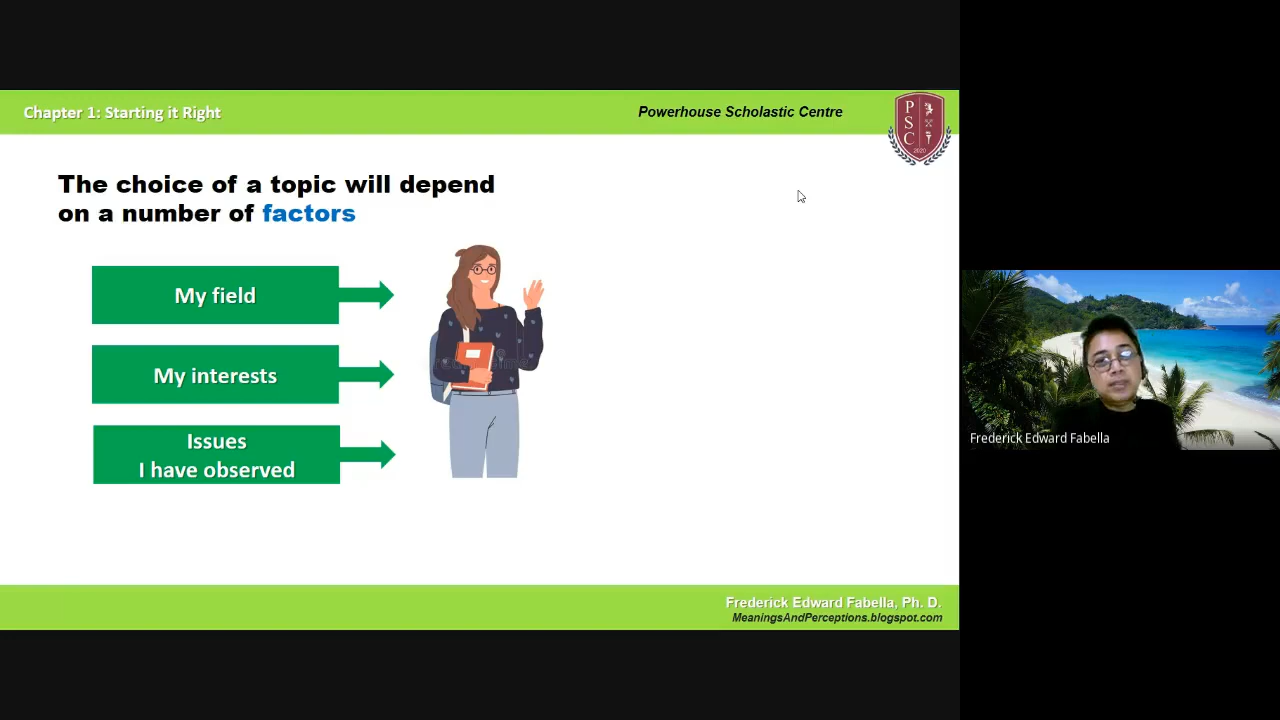 Chapter 1: Starting it Right
Powerhouse Scholastic Centre
P
S
C
2020
The choice of a topic will depend
on a number of factors
My field
My interests
Issues
I have observed
Frederick Edward Fabella
Frederick Edward Fabella, Ph. D.
MeaningsAndPerceptions.blogspot.com